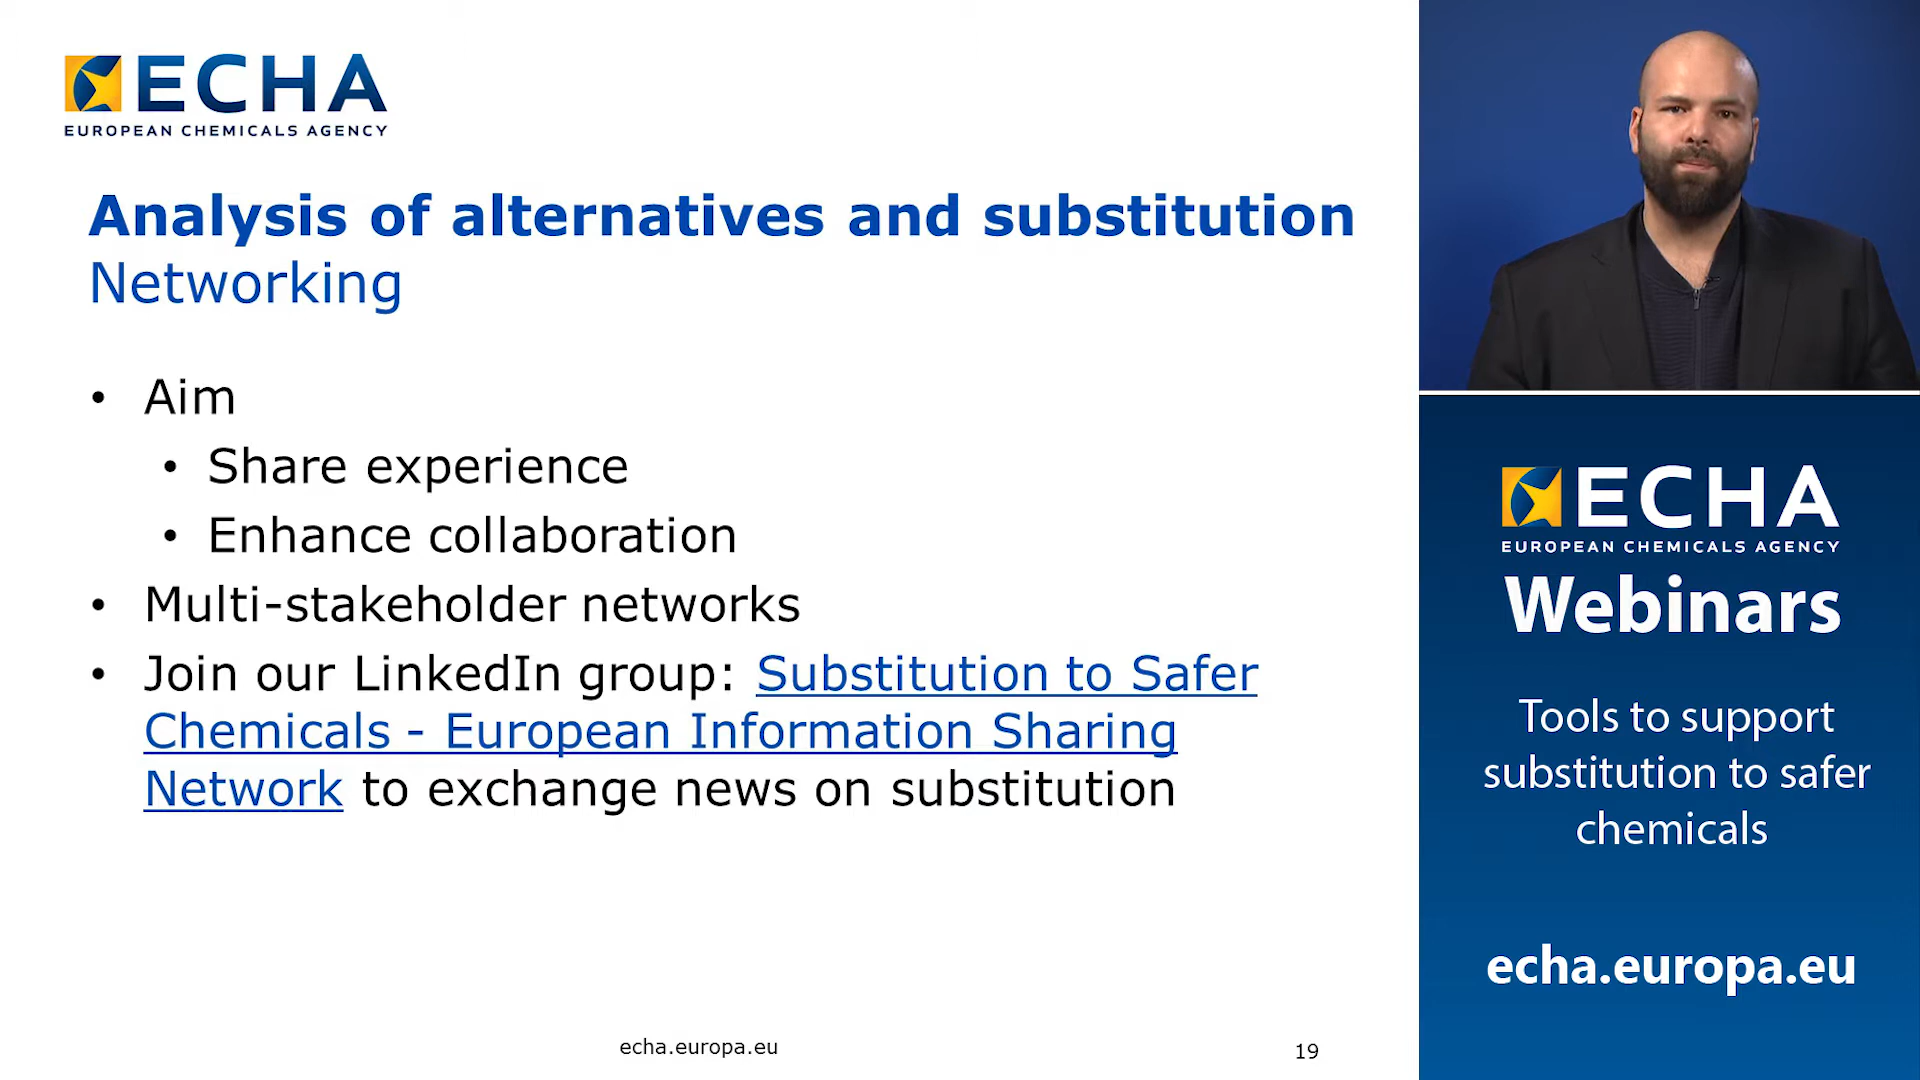 ECHA
EUROPEAN CHEMICALS AGENCY
Analysis of alternatives and substitution
Networking
• Aim
• Share experience
• Enhance collaboration
• Multi-stakeholder networks
• Join our LinkedIn group: Substitution to Safer
Chemicals - European Information Sharing
Network to exchange news on substitution
echa.europa.eu
19
ECHA
EUROPEAN CHEMICALS AGENCY
Webinars
Tools to support
substitution to safer
chemicals
echa.europa.eu